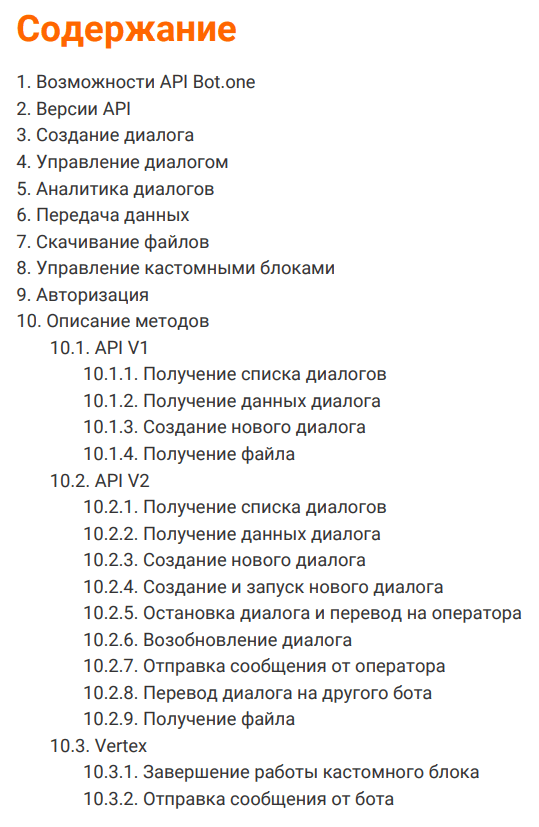 Содержание
1. Возможности API Bot.one
2. Версии API
3. Создание диалога
4. Управление диалогом
5. Аналитика диалогов
6. Передача данных
7. Скачивание файлов
8. Управление кастомными блоками
9. Авторизация
10. Описание методов
10.1. API V1
10.1.1. Получение списка диалогов
10.1.2. Получение данных диалога
10.1.3. Создание нового диалога
10.1.4. Получение файла
10.2. API V2
10.2.1. Получение списка диалогов
10.2.2. Получение данных диалога
10.2.3. Создание нового диалога
10.2.4. Создание и запуск нового диалога
10.2.5. Остановка диалога и перевод на оператора
10.2.6. Возобновление диалога
10.2.7. Отправка сообщения от оператора
10.2.8. Перевод диалога на другого бота
10.2.9. Получение файла
10.3. Vertex
10.3.1. Завершение работы кастомного блока
10.3.2. Отправка сообщения от бота